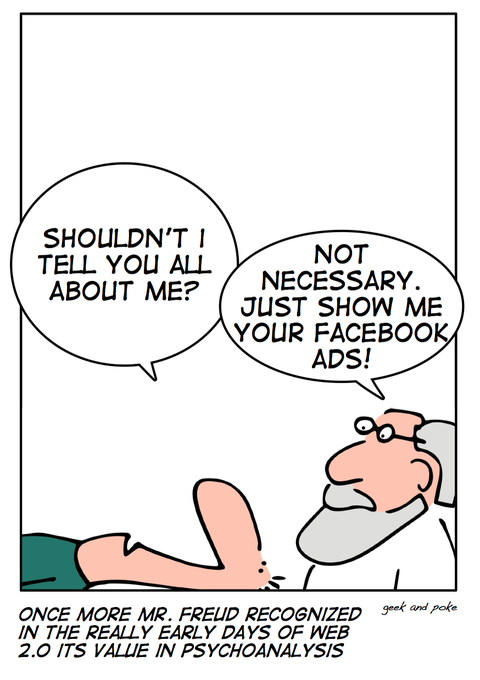 SHOULDN'T I
TELL YOU ALL
ABOUT ME?
NOT
NECESSARY.
JUST SHOW ME
YOUR FACEBOOK
ADS!
geek and poke
ONCE MORE MR. FREUD RECOGNIZED
IN THE REALLY EARLY DAYS OF WEB
2.0 ITS VALUE IN PSYCHOANALYSIS